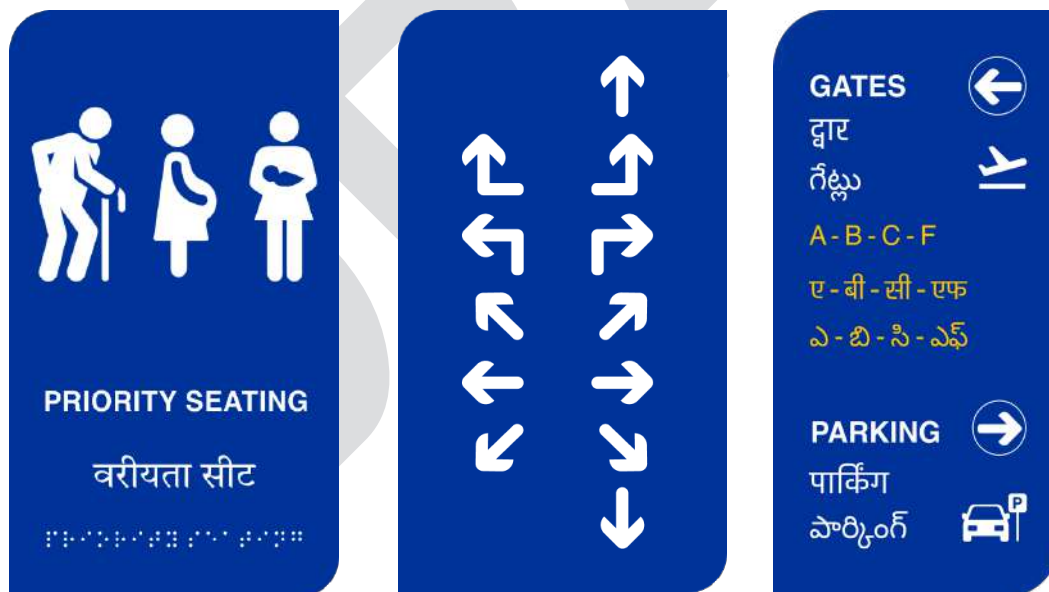 PRIORITY SEATING
वरीयता सीट
GATES
द्वार
గేట్లు
A - B - C - F
ए - बी - सी - एफ
ఎ - బి - సి - ఎఫ్
PARKING
पार्किंग
పార్కింగ్
P